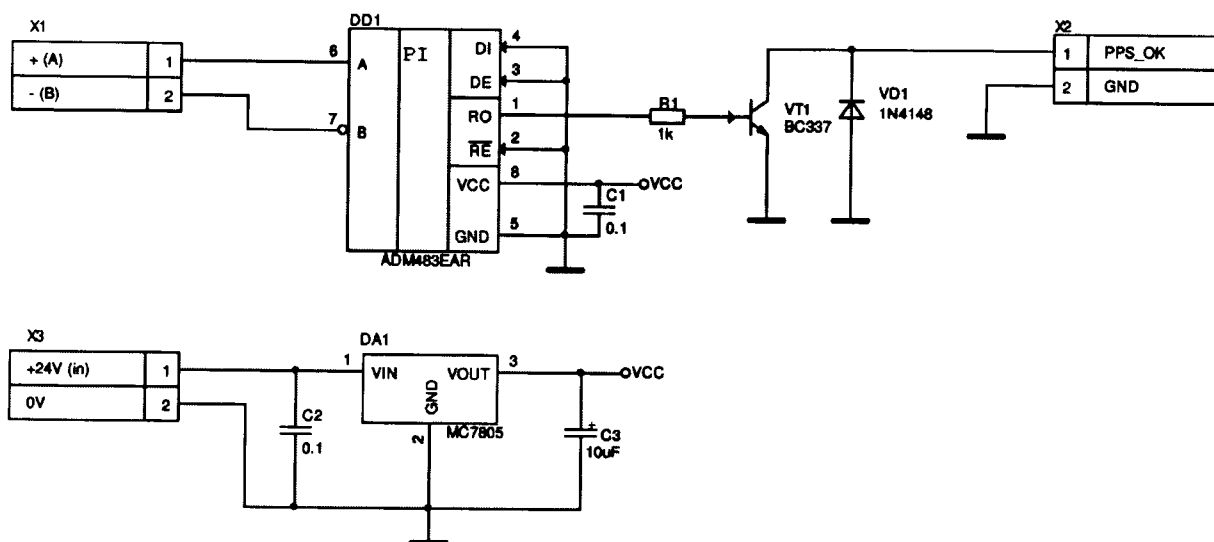 X1
+ (A) 1
- (B) 2
DD1
PI
6 A
7 B
DI 4
DE 3
RO 1
RE 2
VCC 8
GND 5
ADM483EAR
R1
1k
C1
0.1
VCC
VT1
BC337
VD1
1N4148
X2
1 PPS_OK
2 GND
X3
+24V (in) 1
0V 2
C2
0.1
DA1
1 VIN
VOUT 3
GND
2
MC7805
VCC
+
C3
10uF